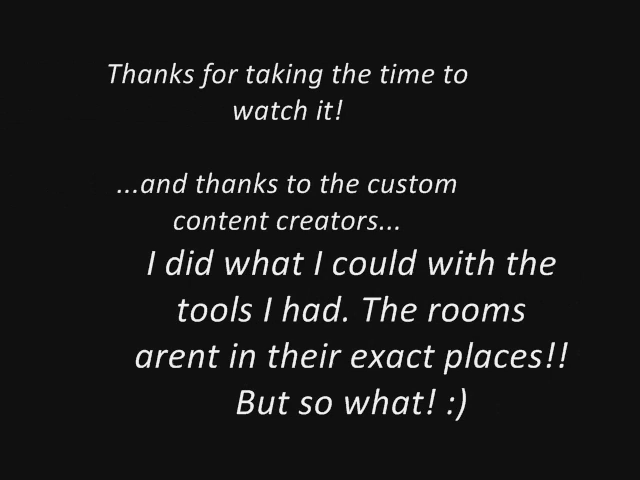 Thanks for taking the time to
watch it!
...and thanks to the custom
content creators...
I did what I could with the
tools I had. The rooms
arent in their exact places!!
But so what! :)